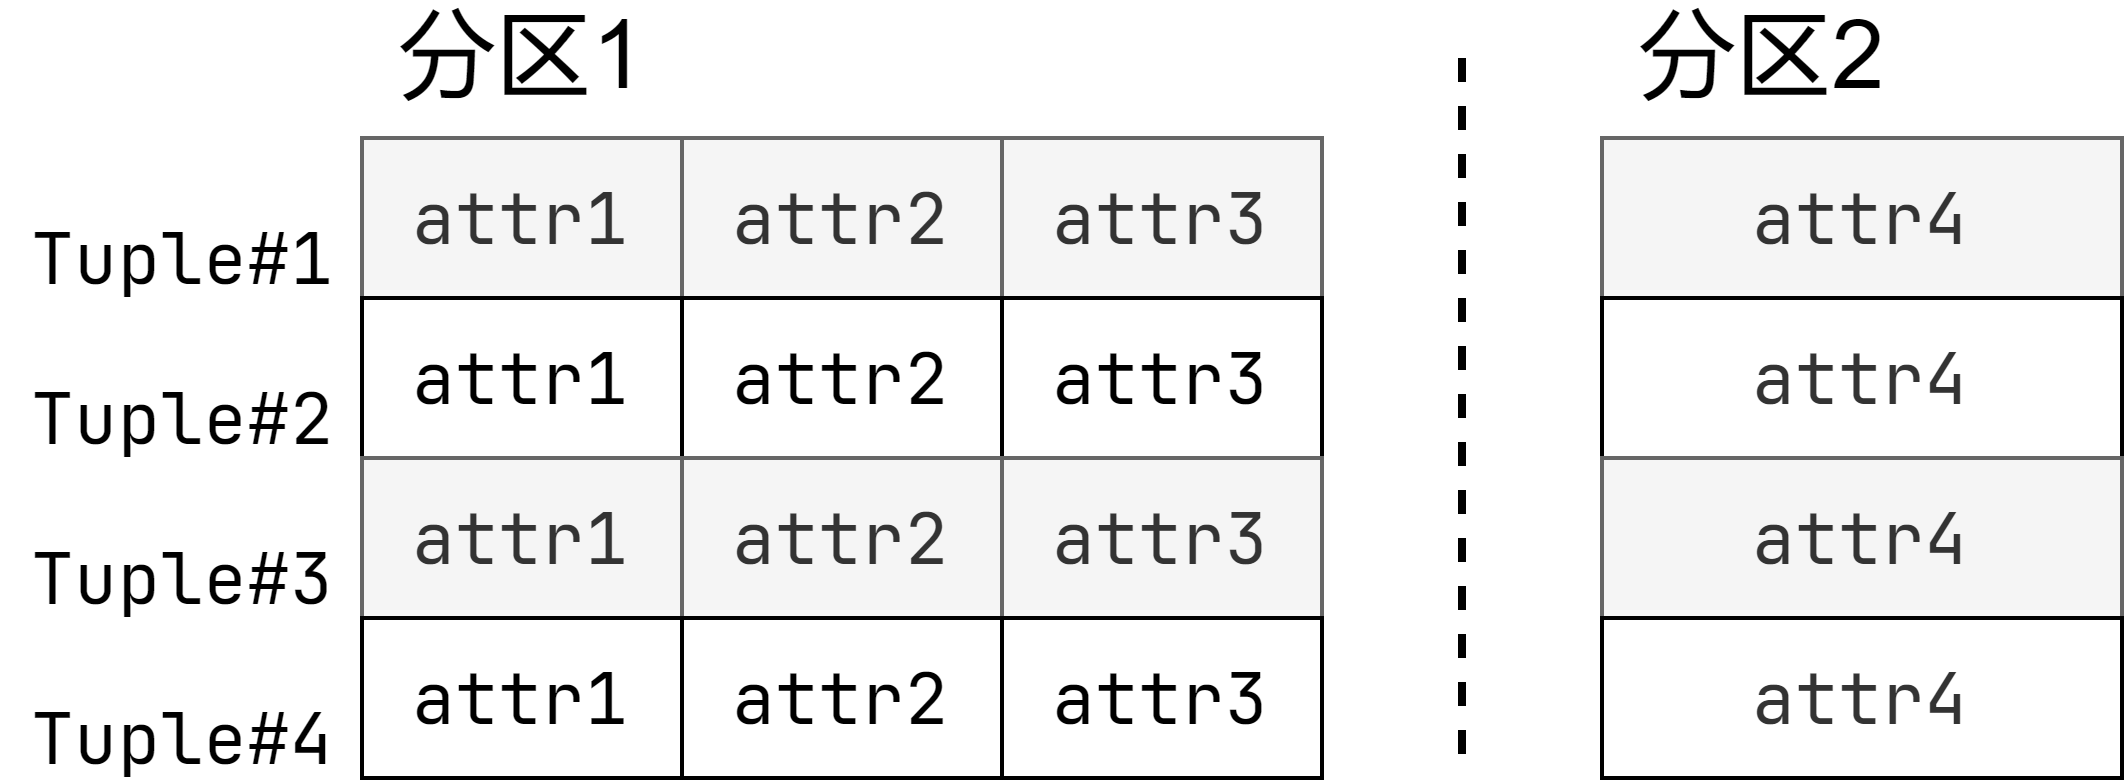 分区1 分区2
Tuple#1 attr1 attr2 attr3 attr4
Tuple#2 attr1 attr2 attr3 attr4
Tuple#3 attr1 attr2 attr3 attr4
Tuple#4 attr1 attr2 attr3 attr4